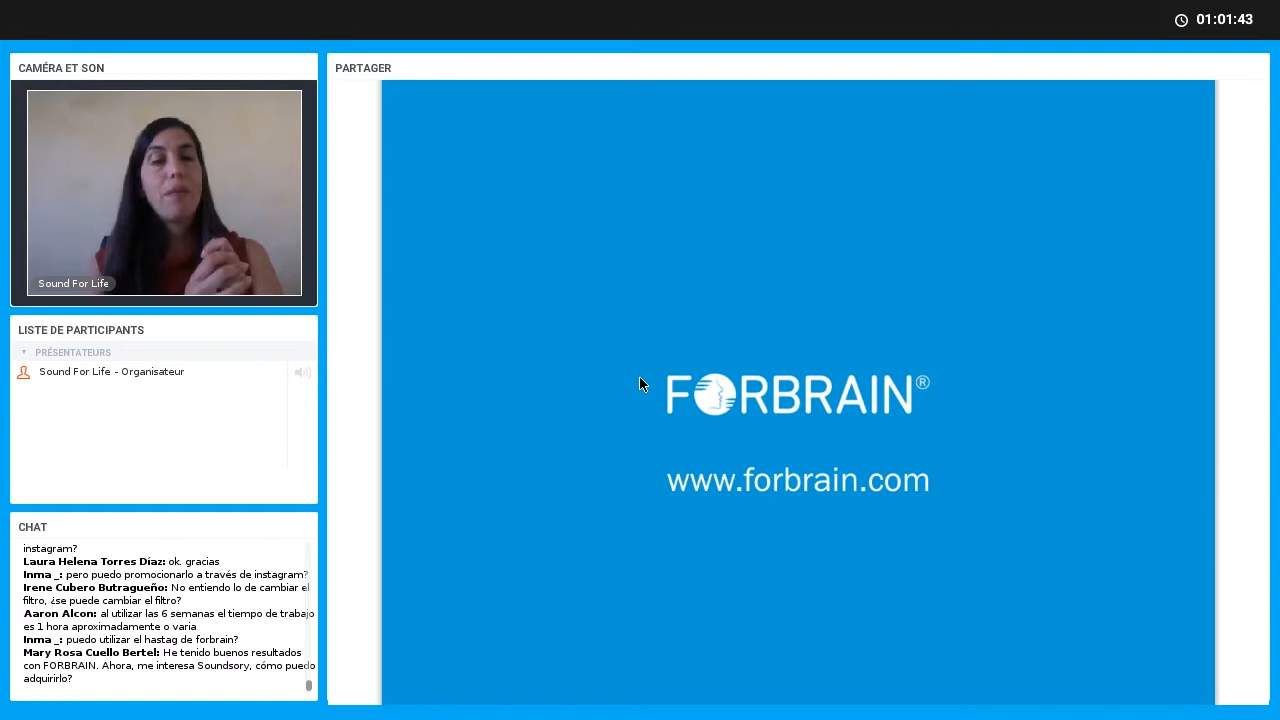 01:01:43
CAMÉRA ET SON
Sound For Life
LISTE DE PARTICIPANTS
PRÉSENTATEURS
Sound For Life - Organisateur
CHAT
instagram?
Laura Helena Torres Díaz: ok. gracias
Inma _: pero puedo promocionarlo a través de instagram?
Irene Cubero Butragueño: No entiendo lo de cambiar el
filtro, ¿se puede cambiar el filtro?
Aaron Alcon: al utilizar las 6 semanas el tiempo de trabajo
es 1 hora aproximadamente o varia
Inma _: puedo utilizar el hastag de forbrain?
Mary Rosa Cuello Bertel: He tenido buenos resultados
con FORBRAIN. Ahora, me interesa Soundsory, cómo puedo
adquirirlo?
PARTAGER
FORBRAIN®
www.forbrain.com